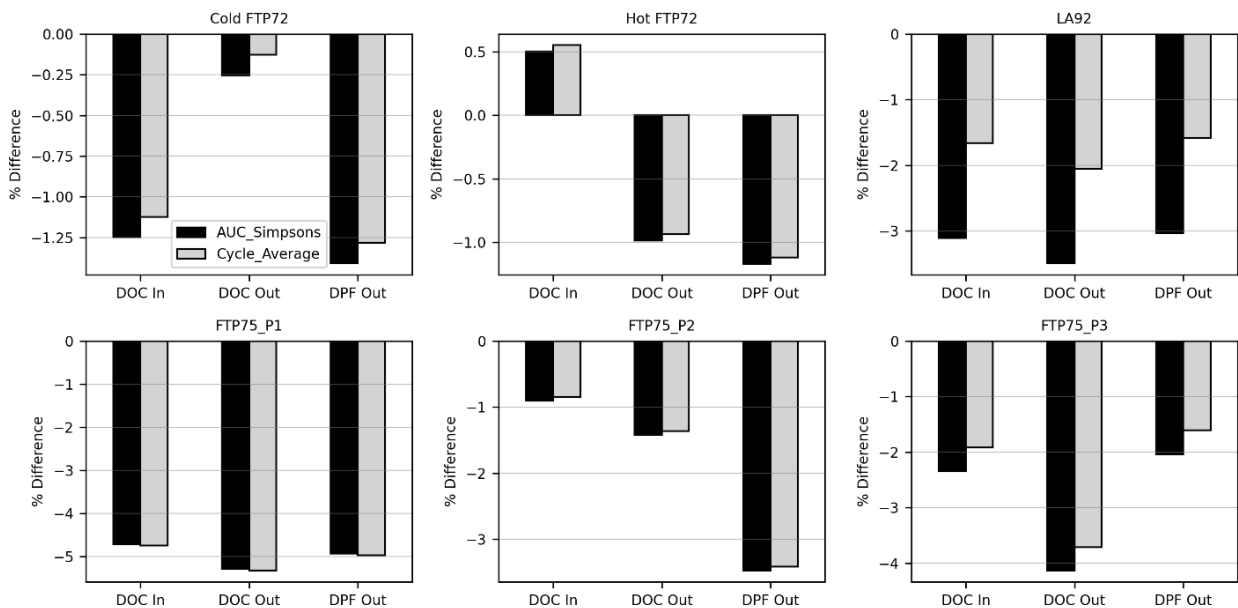 Cold FTP72
% Difference
0.00
−0.25
−0.50
−0.75
−1.00
−1.25
AUC_Simpsons
Cycle_Average
DOC In DOC Out DPF Out
Hot FTP72
% Difference
0.5
0.0
−0.5
−1.0
DOC In DOC Out DPF Out
LA92
% Difference
0
−1
−2
−3
DOC In DOC Out DPF Out
FTP75_P1
% Difference
0
−1
−2
−3
−4
−5
DOC In DOC Out DPF Out
FTP75_P2
% Difference
0
−1
−2
−3
DOC In DOC Out DPF Out
FTP75_P3
% Difference
0
−1
−2
−3
−4
DOC In DOC Out DPF Out